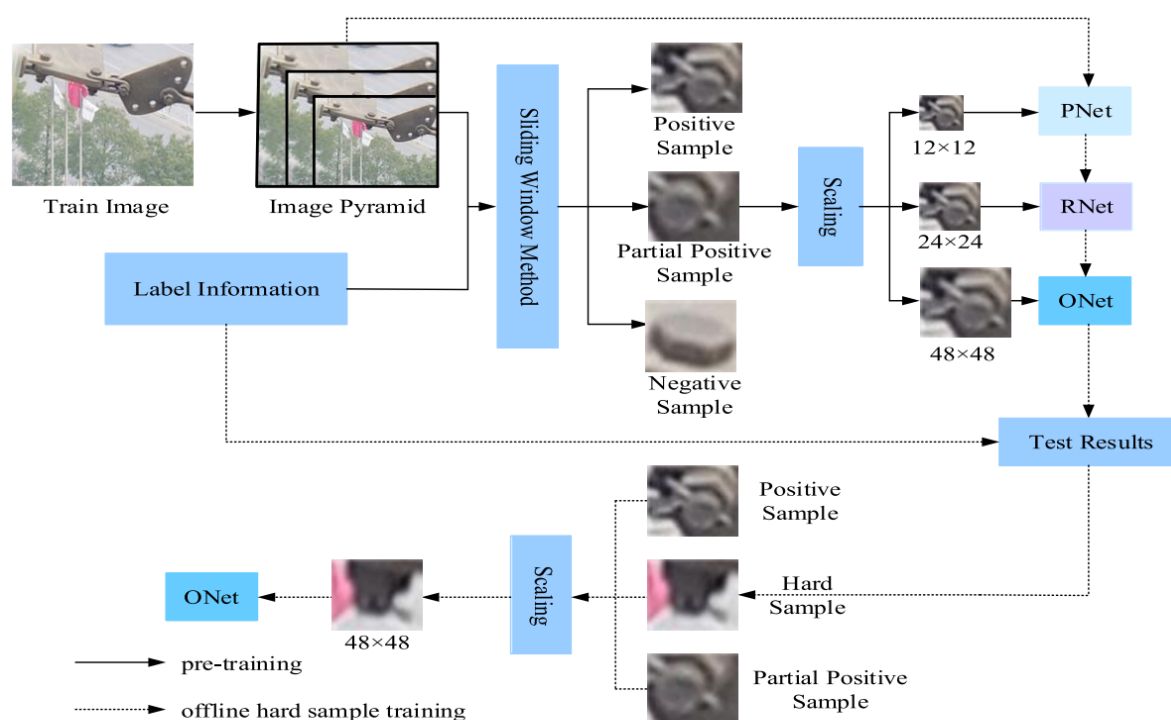 Train Image
Image Pyramid
Label Information
Sliding Window Method
Positive
Sample
Partial Positive
Sample
Negative
Sample
Scaling
12×12
24×24
48×48
PNet
RNet
ONet
Test Results
Positive
Sample
Hard
Sample
Partial Positive
Sample
Scaling
48×48
ONet
pre-training
offline hard sample training